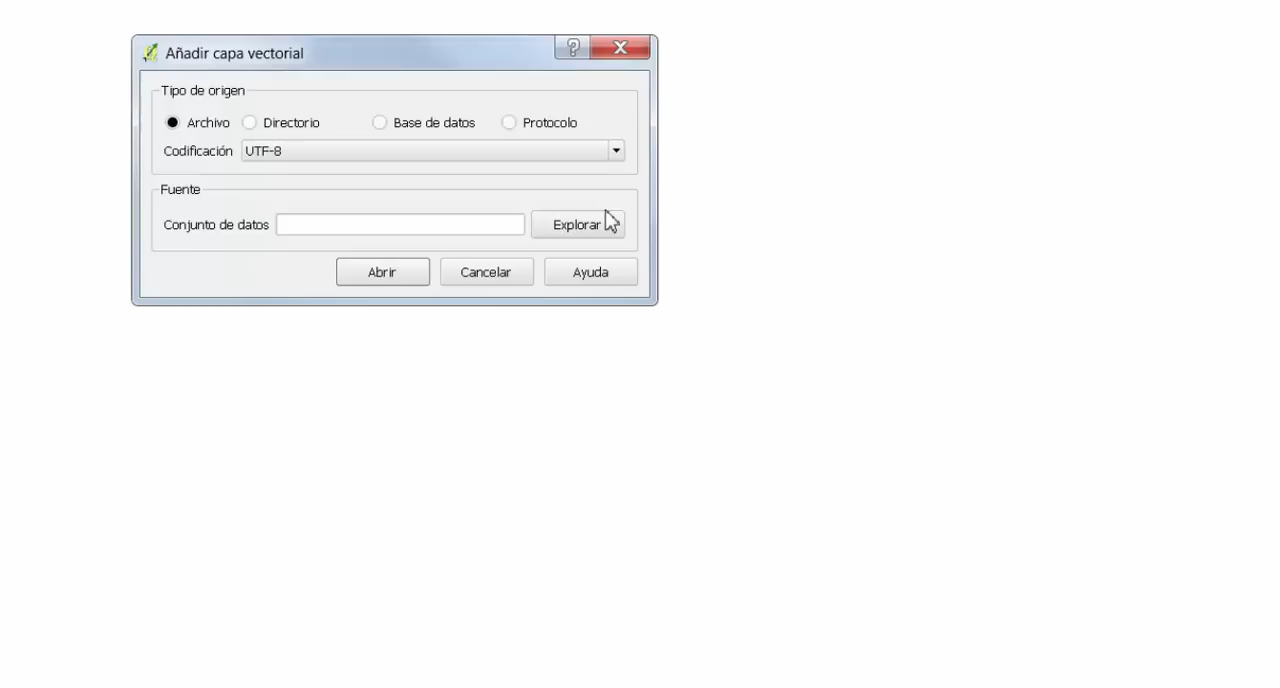 Añadir capa vectorial
Tipo de origen
Archivo Directorio Base de datos Protocolo
Codificación UTF-8
Fuente
Conjunto de datos Explorar
Abrir Cancelar Ayuda